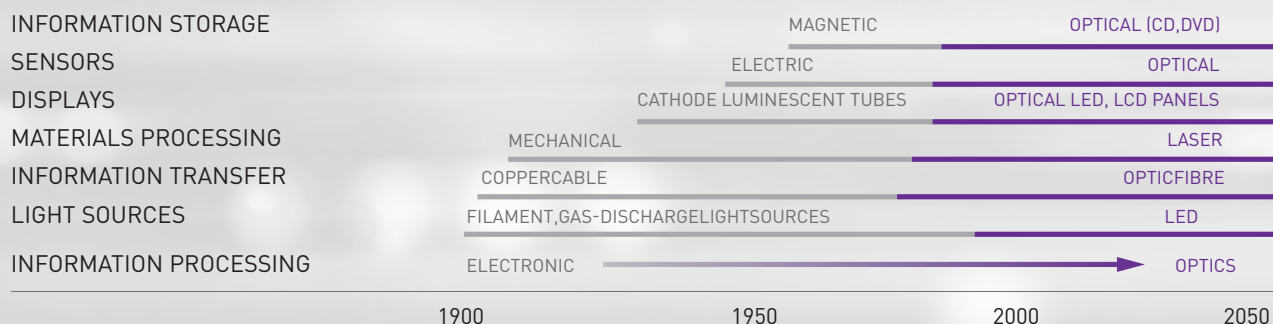 INFORMATION STORAGE MAGNETIC OPTICAL (CD,DVD)
SENSORS ELECTRIC OPTICAL
DISPLAYS CATHODE LUMINESCENT TUBES OPTICAL LED, LCD PANELS
MATERIALS PROCESSING MECHANICAL LASER
INFORMATION TRANSFER COPPERCABLE OPTICFIBRE
LIGHT SOURCES FILAMENT,GAS-DISCHARGELIGHTSOURCES LED
INFORMATION PROCESSING ELECTRONIC OPTICS
1900 1950 2000 2050